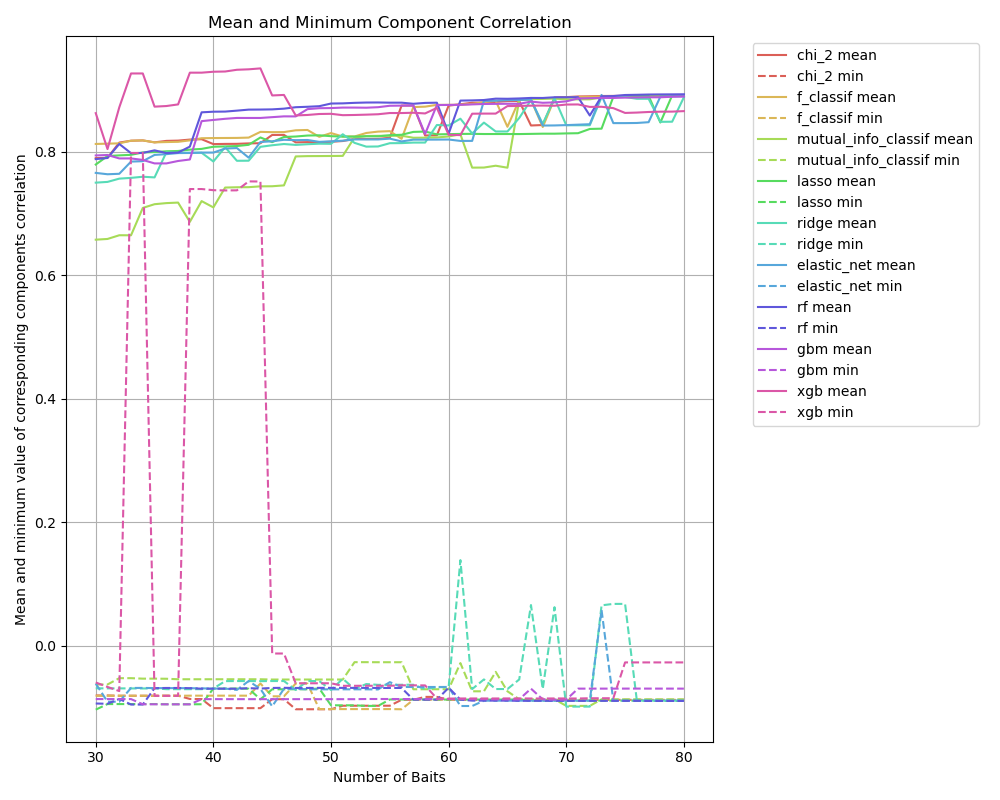 Mean and Minimum Component Correlation
Mean and minimum value of corresponding components correlation
0.8
0.6
0.4
0.2
0.0
30
40
50
60
70
80
Number of Baits
chi_2 mean
chi_2 min
f_classif mean
f_classif min
mutual_info_classif mean
mutual_info_classif min
lasso mean
lasso min
ridge mean
ridge min
elastic_net mean
elastic_net min
rf mean
rf min
gbm mean
gbm min
xgb mean
xgb min